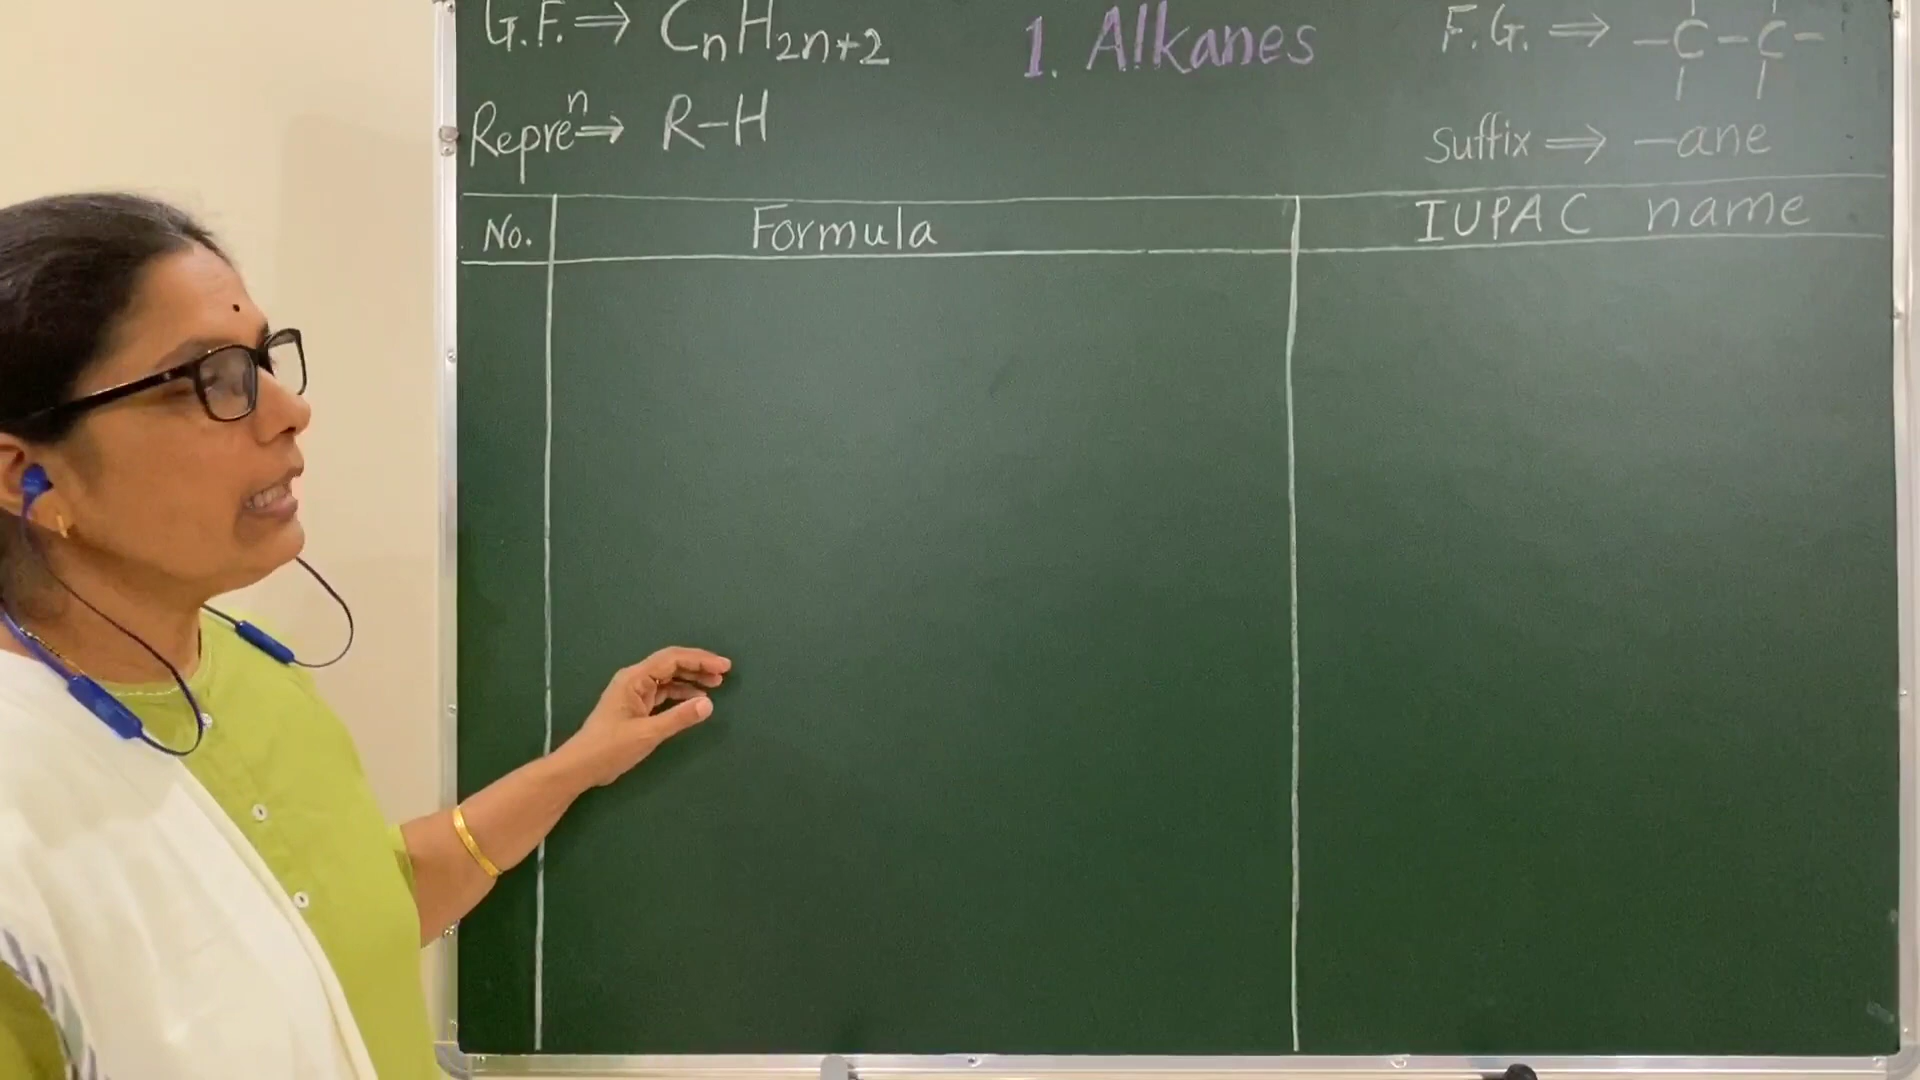 G.F. ⇒ CnH2n+2
1. Alkanes
F.G. ⇒ –C–C–
Repreⁿ ⇒ R–H
Suffix ⇒ –ane
No.
Formula
IUPAC name